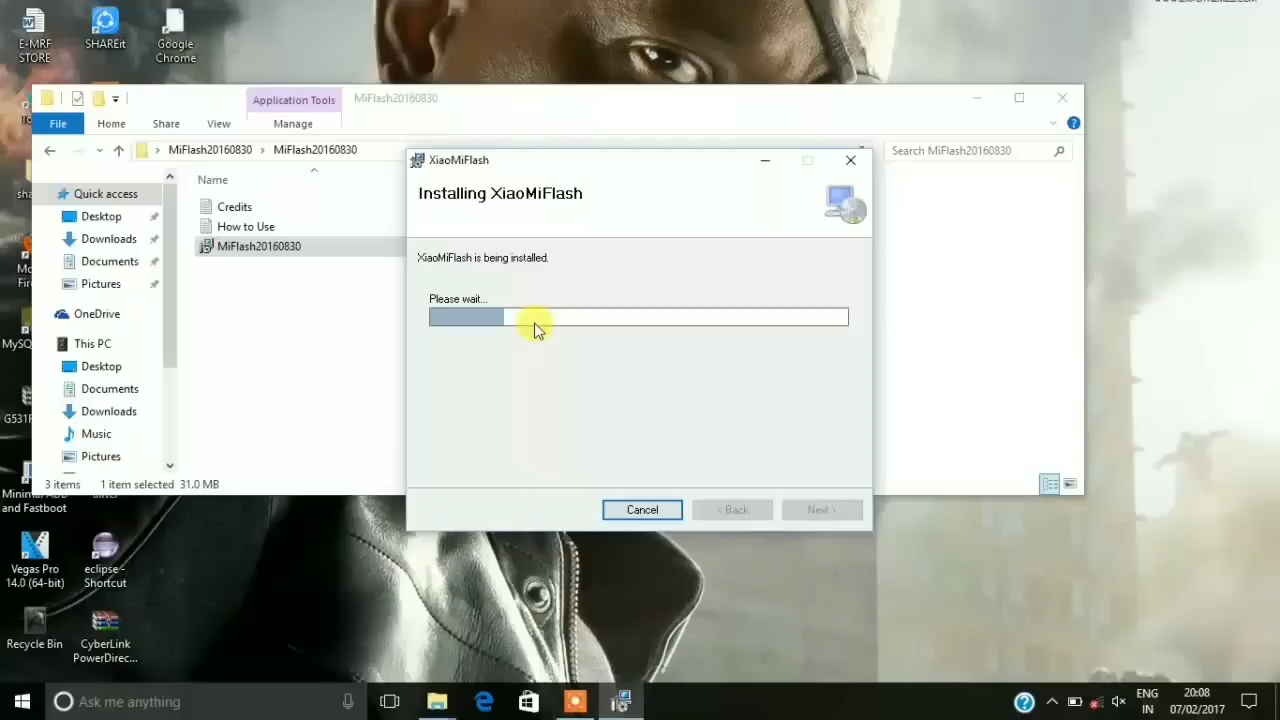 E-MRF
STORE
SHAREit
Google
Chrome
Application Tools
MiFlash20160830
File
Home
Share
View
Manage
MiFlash20160830
MiFlash20160830
Search MiFlash20160830
Quick access
Desktop
Downloads
Documents
Pictures
OneDrive
This PC
Desktop
Documents
Downloads
Music
Pictures
Name
Credits
How to Use
MiFlash20160830
3 items
1 item selected 31.0 MB
XiaoMiFlash
Installing XiaoMiFlash
XiaoMiFlash is being installed.
Please wait...
Cancel
< Back
Next >
MySQ
G531F
and Fastboot
Vegas Pro
14.0 (64-bit)
eclipse -
Shortcut
Recycle Bin
CyberLink
PowerDirec...
Ask me anything
ENG
IN
20:08
07/02/2017